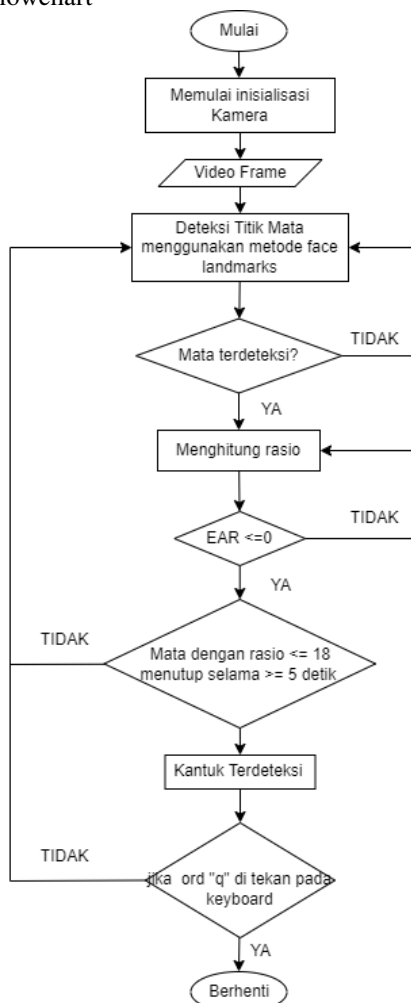 Mulai
Memulai inisialisasi
Kamera
Video Frame
Deteksi Titik Mata
menggunakan metode face
landmarks
Mata terdeteksi?
TIDAK
YA
Menghitung rasio
EAR <=0
TIDAK
YA
Mata dengan rasio <= 18
menutup selama >= 5 detik
TIDAK
Kantuk Terdeteksi
jika ord "q" di tekan pada
keyboard
TIDAK
YA
Berhenti